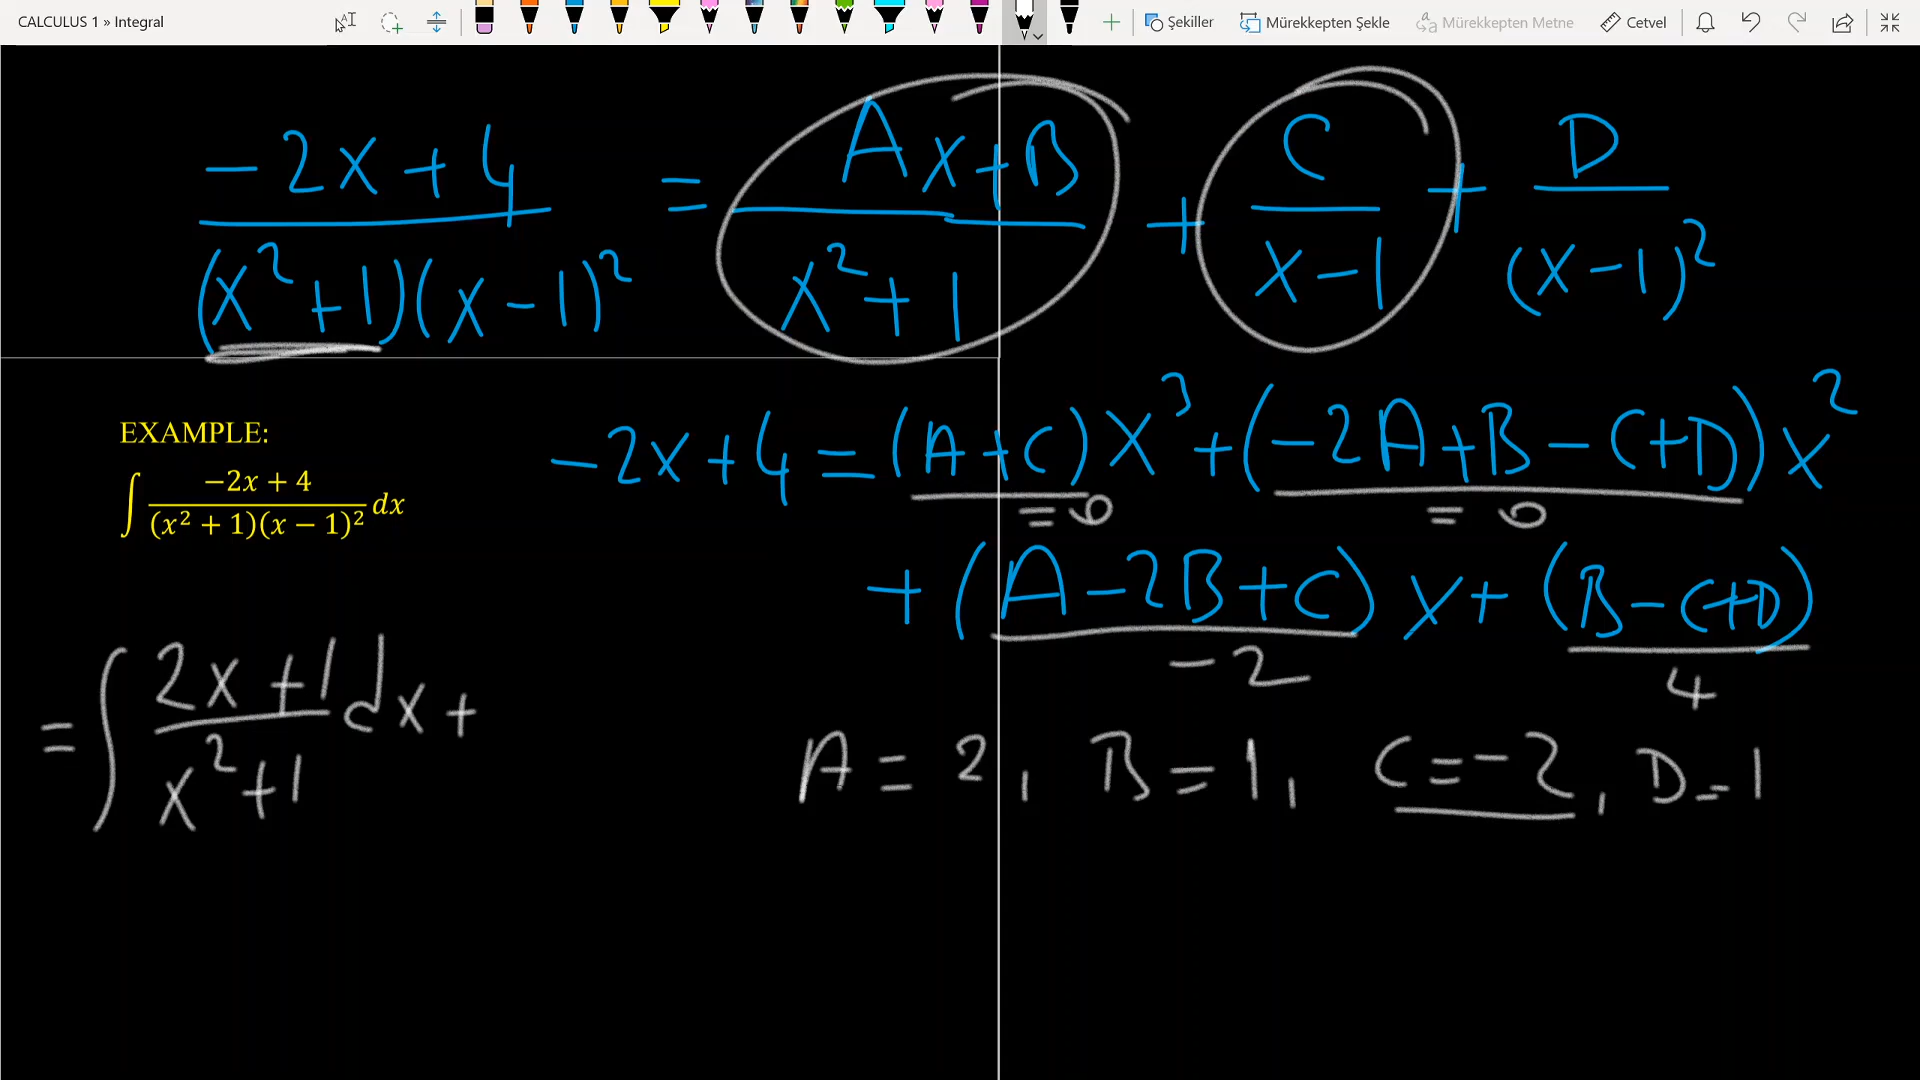 CALCULUS 1 » Integral
Şekiller
Mürekkepten Şekle
Mürekkepten Metne
Cetvel
(-2x+4)/((x²+1)(x-1)²) = (Ax+B)/(x²+1) + C/(x-1) + D/(x-1)²
EXAMPLE:
∫ (-2x + 4)/((x² + 1)(x − 1)²) dx
-2x+4 = (A+C)x³ + (-2A+B-C+D)x²
=0 = 0
+ (A-2B+C)x + (B-C+D)
-2 4
= ∫ (2x+1)/(x²+1) dx +
A = 2, B = 1, C=-2, D=1